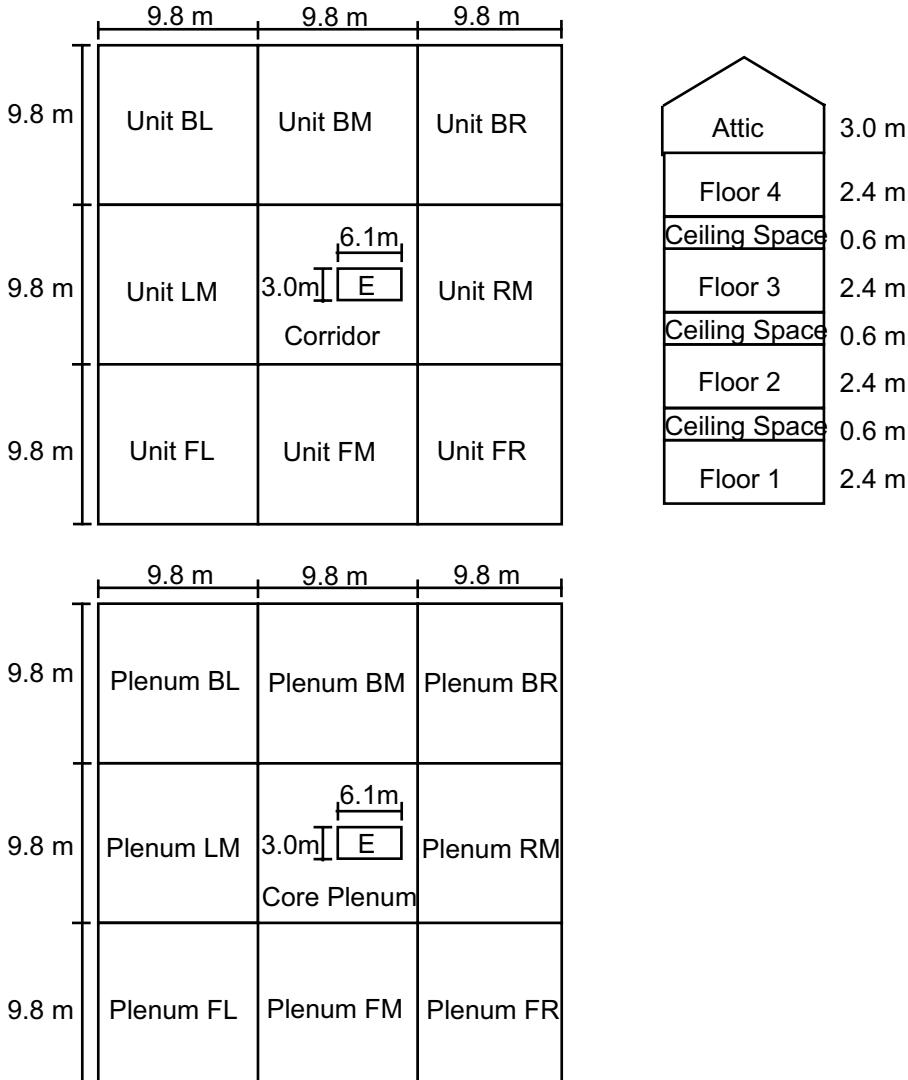 9.8 m 9.8 m 9.8 m
9.8 m
Unit BL Unit BM Unit BR
9.8 m
Unit LM
6.1m
3.0m E
Corridor
Unit RM
9.8 m
Unit FL Unit FM Unit FR
Attic 3.0 m
Floor 4 2.4 m
Ceiling Space 0.6 m
Floor 3 2.4 m
Ceiling Space 0.6 m
Floor 2 2.4 m
Ceiling Space 0.6 m
Floor 1 2.4 m
9.8 m 9.8 m 9.8 m
9.8 m
Plenum BL Plenum BM Plenum BR
9.8 m
Plenum LM
6.1m
3.0m E
Core Plenum
Plenum RM
9.8 m
Plenum FL Plenum FM Plenum FR